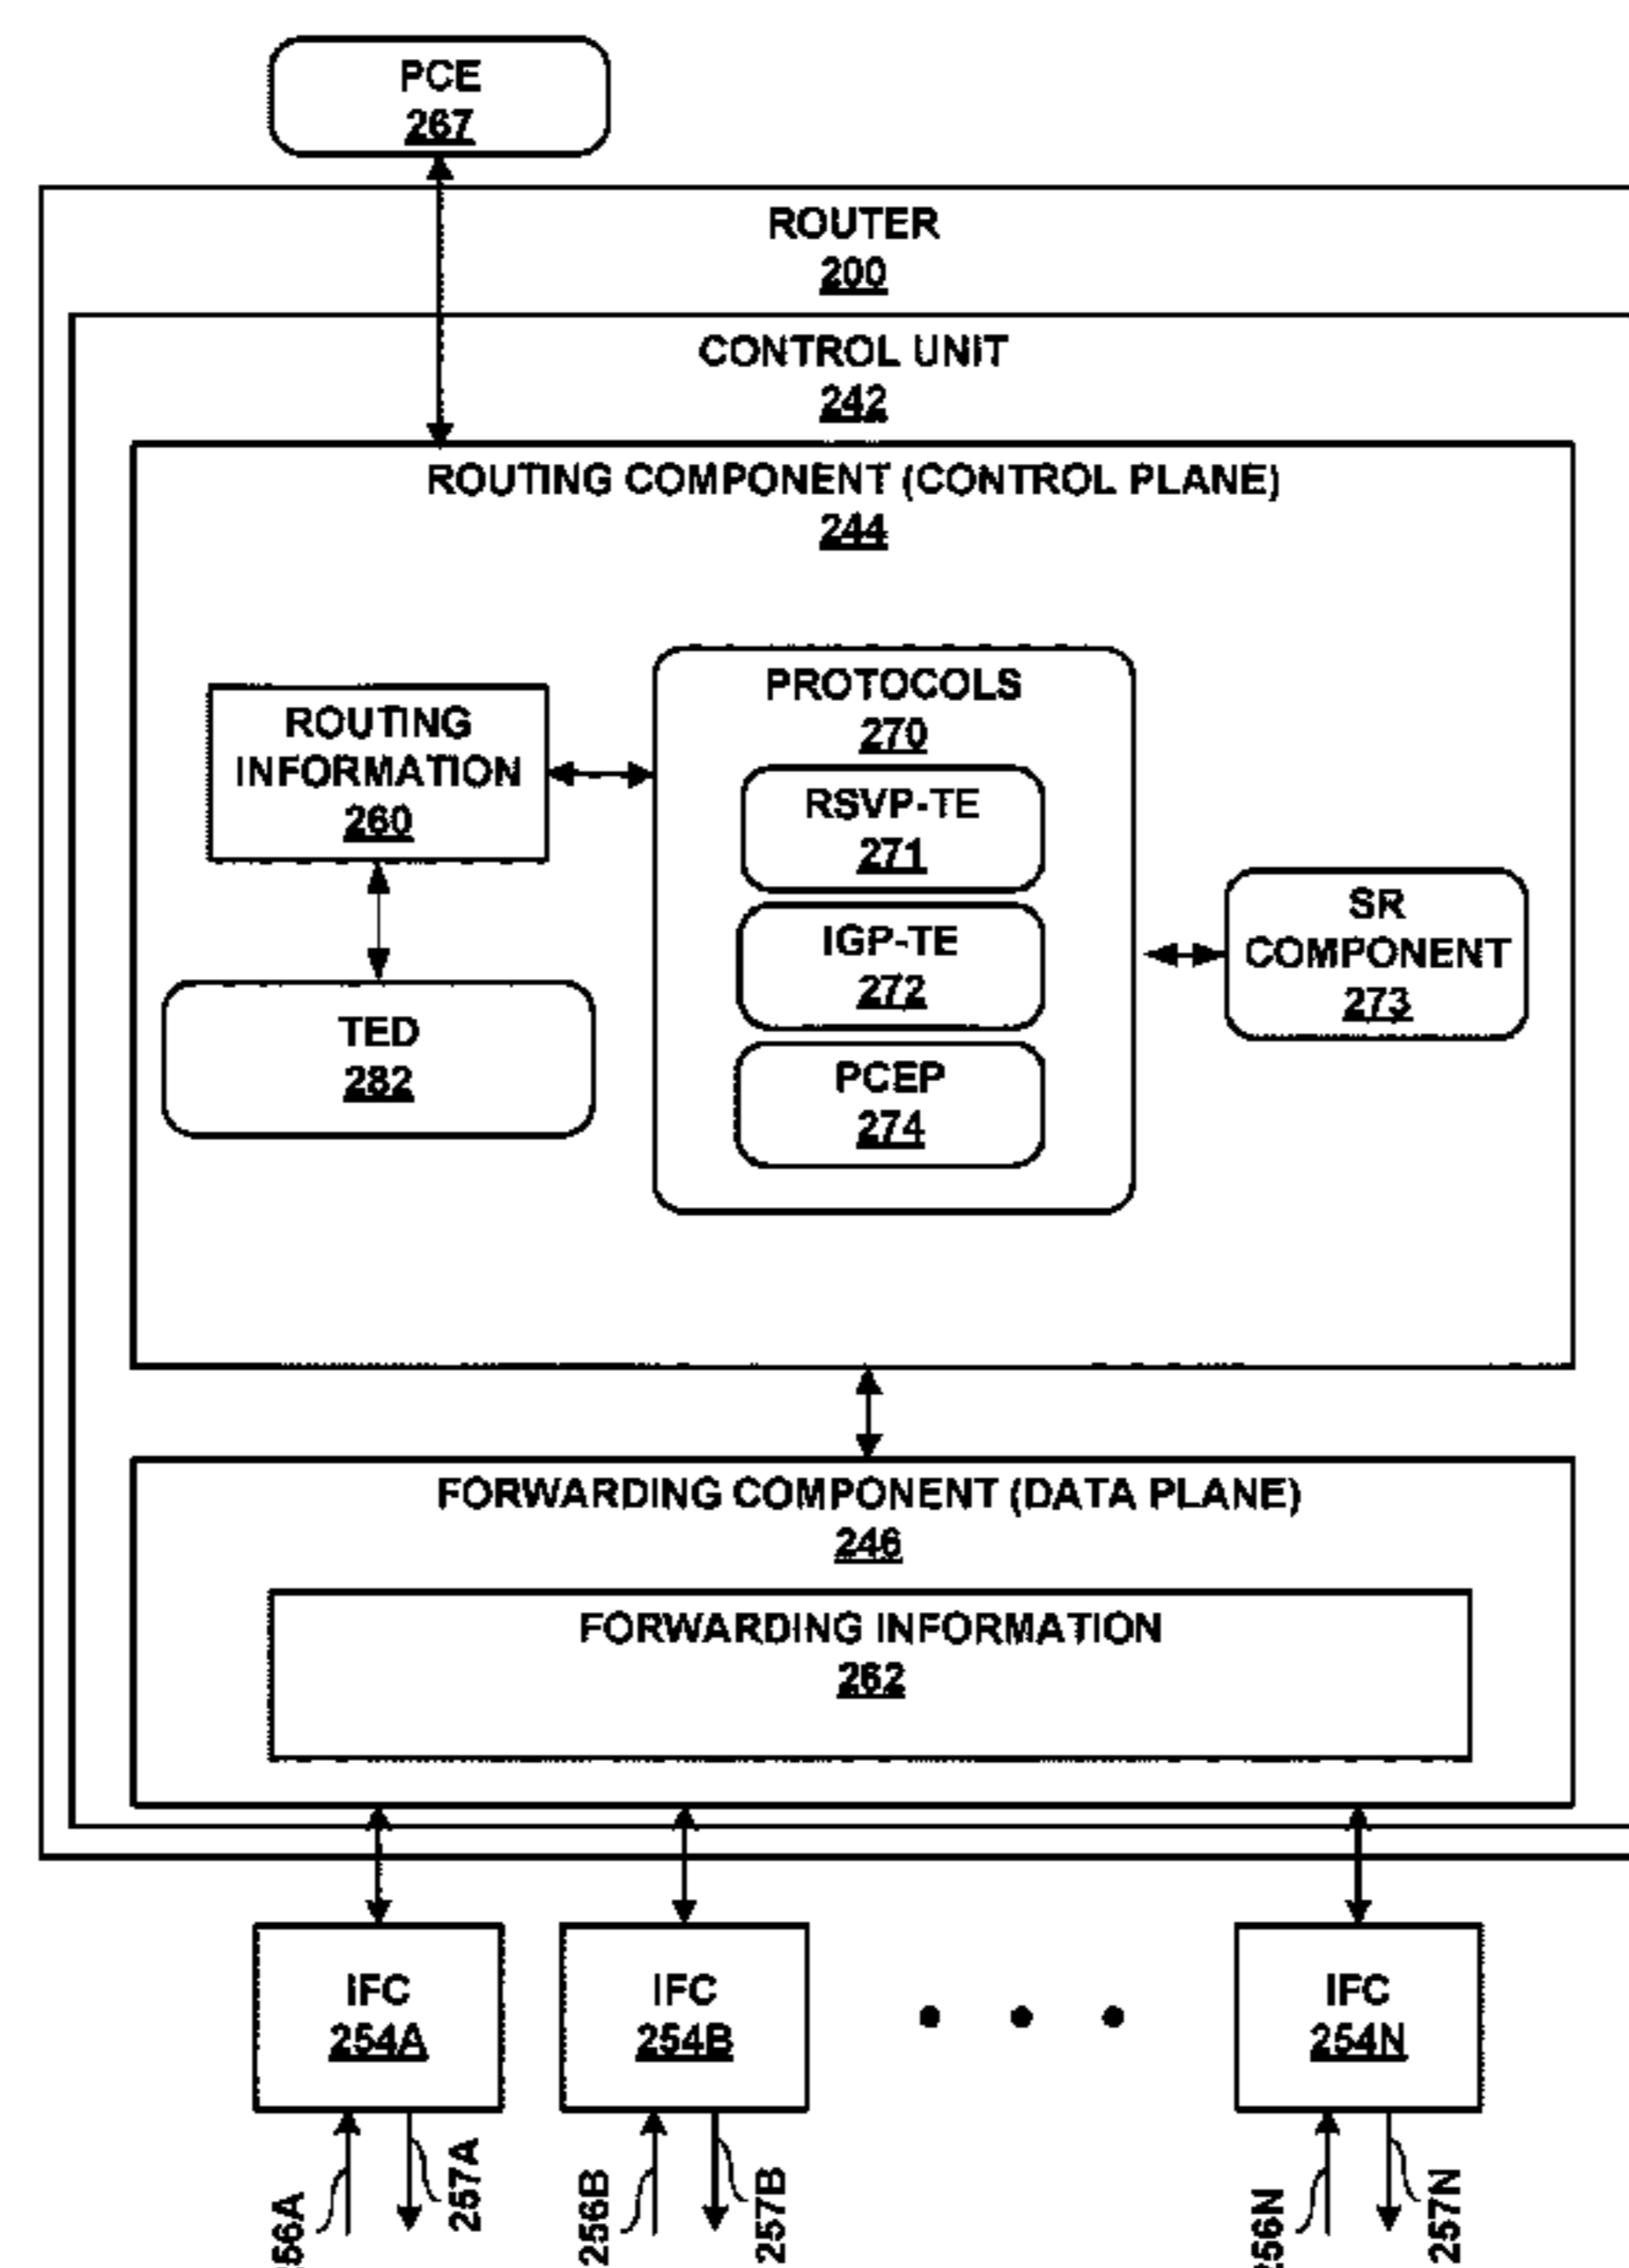 PCE
267
ROUTER
200
CONTROL UNIT
242
ROUTING COMPONENT (CONTROL PLANE)
244
ROUTING
INFORMATION
260
PROTOCOLS
270
RSVP-TE
271
IGP-TE
272
PCEP
274
SR
COMPONENT
273
TED
282
FORWARDING COMPONENT (DATA PLANE)
246
FORWARDING INFORMATION
262
IFC
254A
IFC
254B
IFC
254N
257A
256B
257B
257N